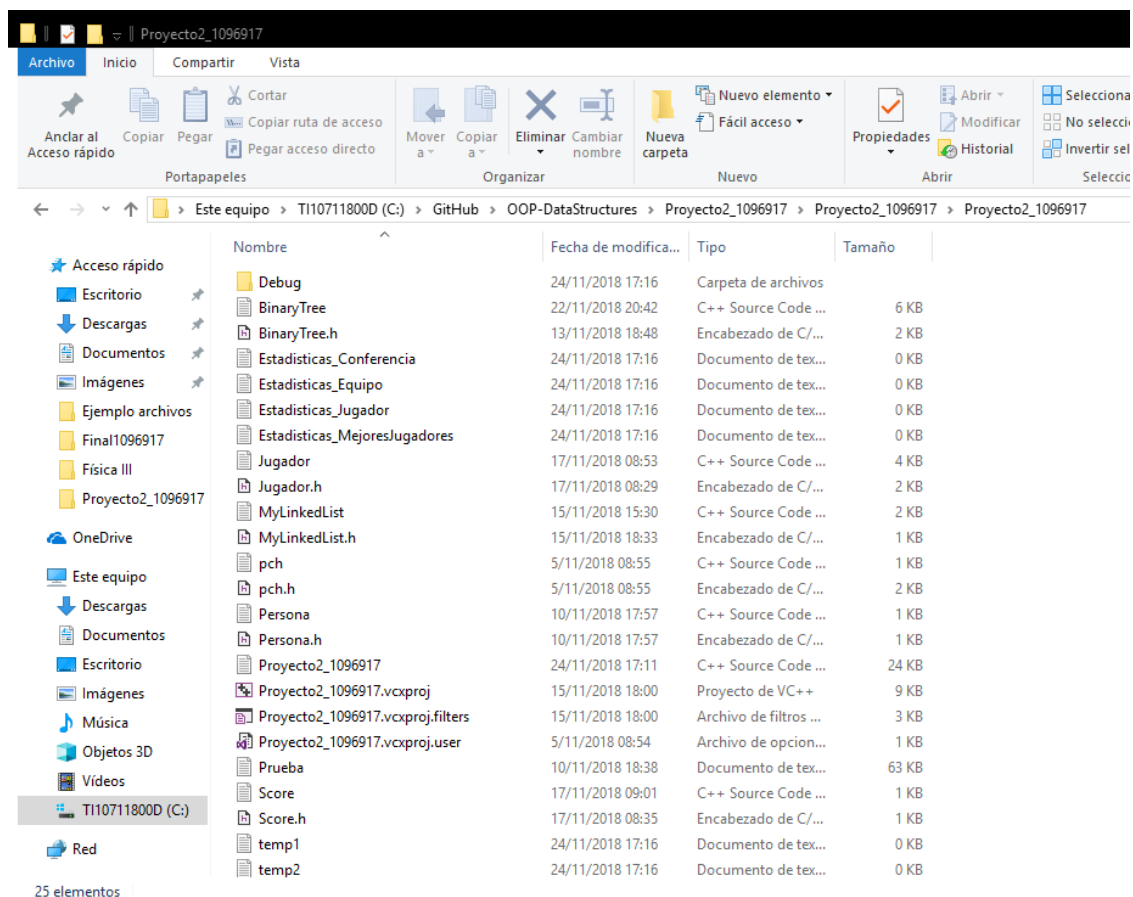 Proyecto2_1096917
Archivo Inicio Compartir Vista
Anclar al Acceso rápido
Copiar
Pegar
Cortar
Copiar ruta de acceso
Pegar acceso directo
Portapapeles
Mover a
Copiar a
Eliminar
Cambiar nombre
Organizar
Nueva carpeta
Nuevo elemento
Fácil acceso
Nuevo
Propiedades
Abrir
Modificar
Historial
Abrir
Selecciona
No selecci
Invertir sel
Seleccio
Este equipo > TI10711800D (C:) > GitHub > OOP-DataStructures > Proyecto2_1096917 > Proyecto2_1096917 > Proyecto2_1096917
Acceso rápido
Escritorio
Descargas
Documentos
Imágenes
Ejemplo archivos
Final1096917
Física III
Proyecto2_1096917
OneDrive
Este equipo
Descargas
Documentos
Escritorio
Imágenes
Música
Objetos 3D
Vídeos
TI10711800D (C:)
Red
Nombre Fecha de modifica... Tipo Tamaño
Debug 24/11/2018 17:16 Carpeta de archivos
BinaryTree 22/11/2018 20:42 C++ Source Code ... 6 KB
BinaryTree.h 13/11/2018 18:48 Encabezado de C/... 2 KB
Estadisticas_Conferencia 24/11/2018 17:16 Documento de tex... 0 KB
Estadisticas_Equipo 24/11/2018 17:16 Documento de tex... 0 KB
Estadisticas_Jugador 24/11/2018 17:16 Documento de tex... 0 KB
Estadisticas_MejoresJugadores 24/11/2018 17:16 Documento de tex... 0 KB
Jugador 17/11/2018 08:53 C++ Source Code ... 4 KB
Jugador.h 17/11/2018 08:29 Encabezado de C/... 2 KB
MyLinkedList 15/11/2018 15:30 C++ Source Code ... 2 KB
MyLinkedList.h 15/11/2018 18:33 Encabezado de C/... 1 KB
pch 5/11/2018 08:55 C++ Source Code ... 1 KB
pch.h 5/11/2018 08:55 Encabezado de C/... 2 KB
Persona 10/11/2018 17:57 C++ Source Code ... 1 KB
Persona.h 10/11/2018 17:57 Encabezado de C/... 1 KB
Proyecto2_1096917 24/11/2018 17:11 C++ Source Code ... 24 KB
Proyecto2_1096917.vcxproj 15/11/2018 18:00 Proyecto de VC++ 9 KB
Proyecto2_1096917.vcxproj.filters 15/11/2018 18:00 Archivo de filtros ... 3 KB
Proyecto2_1096917.vcxproj.user 5/11/2018 08:54 Archivo de opcion... 1 KB
Prueba 10/11/2018 18:38 Documento de tex... 63 KB
Score 17/11/2018 09:01 C++ Source Code ... 1 KB
Score.h 17/11/2018 08:35 Encabezado de C/... 1 KB
temp1 24/11/2018 17:16 Documento de tex... 0 KB
temp2 24/11/2018 17:16 Documento de tex... 0 KB
25 elementos